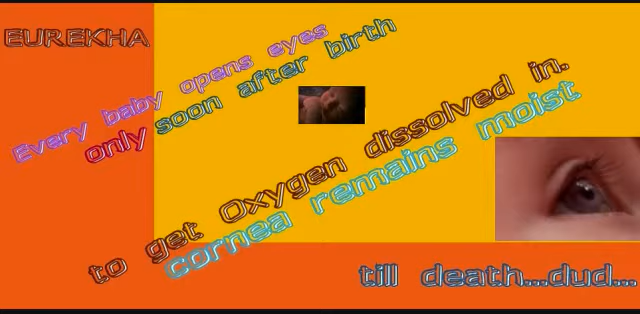 EUREKHA
Every baby opens eyes
only soon after birth
to get Oxygen dissolved in..
cornea remains moist
till death...dud...